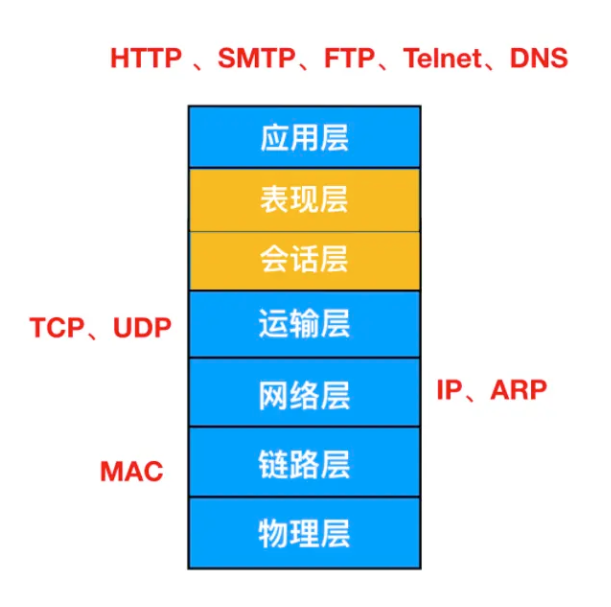 HTTP 、SMTP、FTP、Telnet、DNS
应用层
表现层
会话层
TCP、UDP
运输层
网络层
IP、ARP
MAC
链路层
物理层